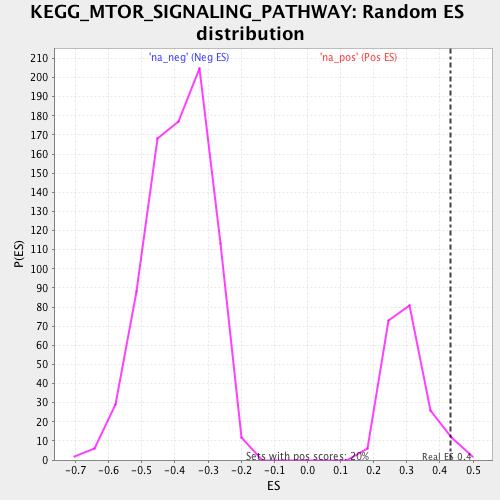 KEGG_MTOR_SIGNALING_PATHWAY: Random ES
distribution
'na_neg' (Neg ES)
'na_pos' (Pos ES)
210
200
190
180
170
160
150
140
130
120
110
100
90
80
70
60
50
40
30
20
10
0
P(ES)
Sets with pos scores: 20%
Real ES 0.4
-0.7 -0.6 -0.5 -0.4 -0.3 -0.2 -0.1 0.0 0.1 0.2 0.3 0.4 0.5
ES